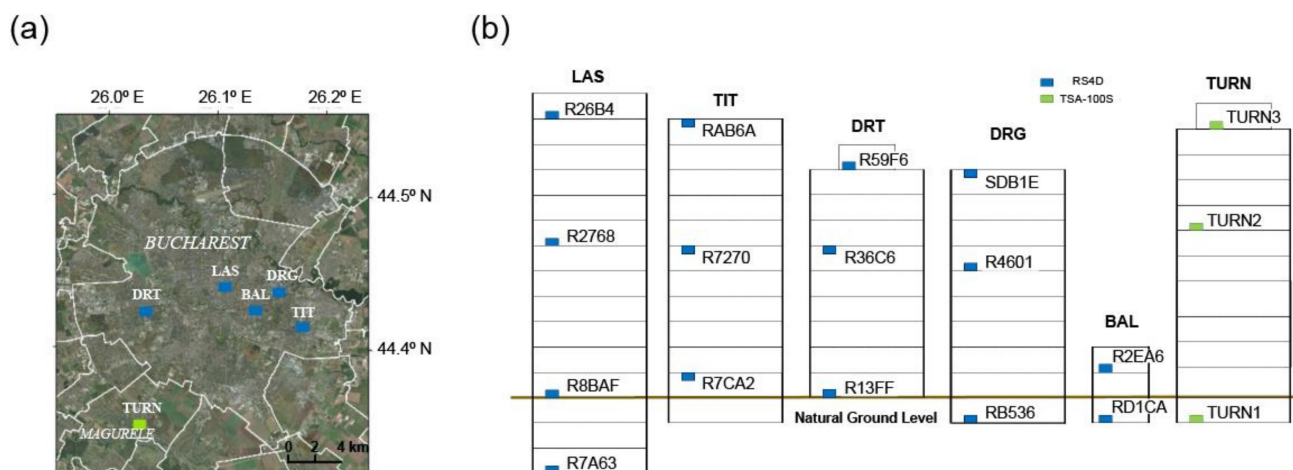 (a)
26.0º E 26.1º E 26.2º E
44.5º N
BUCHAREST
LAS
DRG
DRT
BAL
TIT
44.4º N
TURN
MAGURELE
0 2 4 km
(b)
LAS
TIT
DRT
DRG
BAL
TURN
RS4D
TSA-100S
R26B4
R2768
R8BAF
R7A63
RAB6A
R7270
R7CA2
R59F6
R36C6
R13FF
SDB1E
R4601
RB536
R2EA6
RD1CA
TURN3
TURN2
TURN1
Natural Ground Level